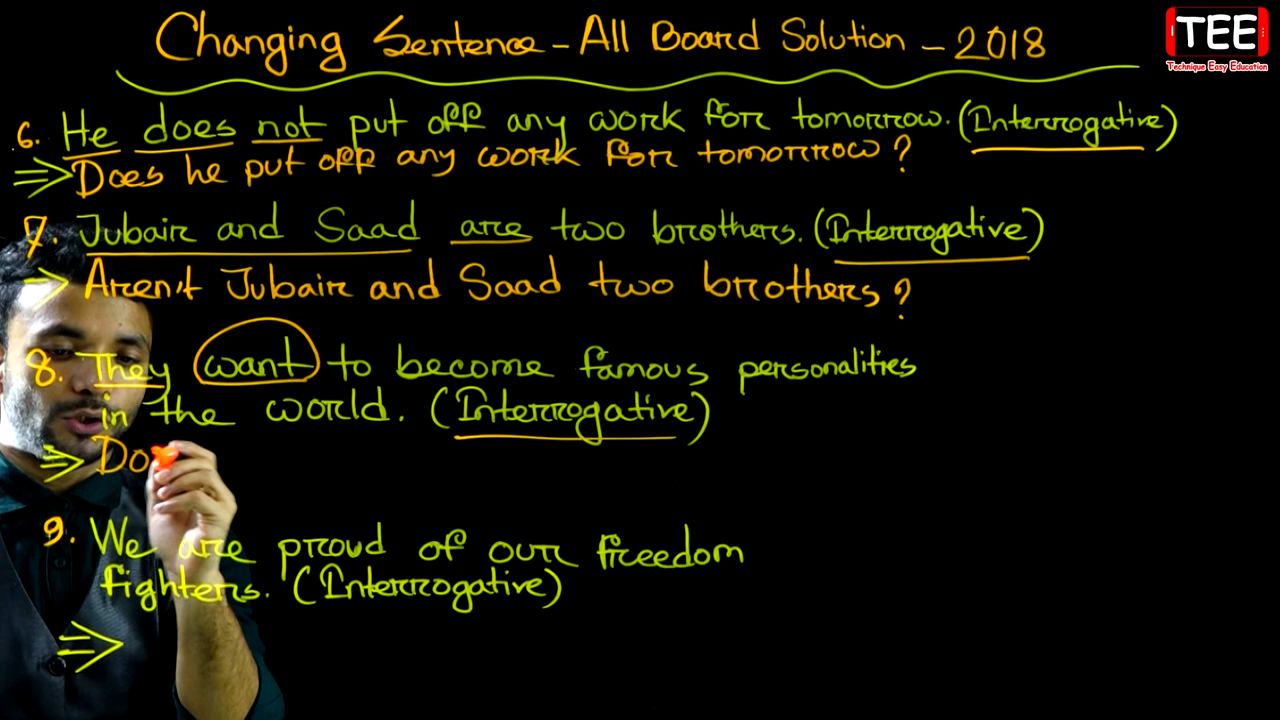 Changing Sentence - All Board Solution - 2018
TEE
Technique Easy Education
6. He does not put off any work for tomorrow. (Interrogative)
⇒ Does he put off any work for tomorrow?
7. Jubair and Saad are two brothers. (Interrogative)
⇒ Aren't Jubair and Saad two brothers?
8. They want to become famous personalities
in the world. (Interrogative)
⇒ Do
9. We are proud of our freedom
fighters. (Interrogative)
⇒